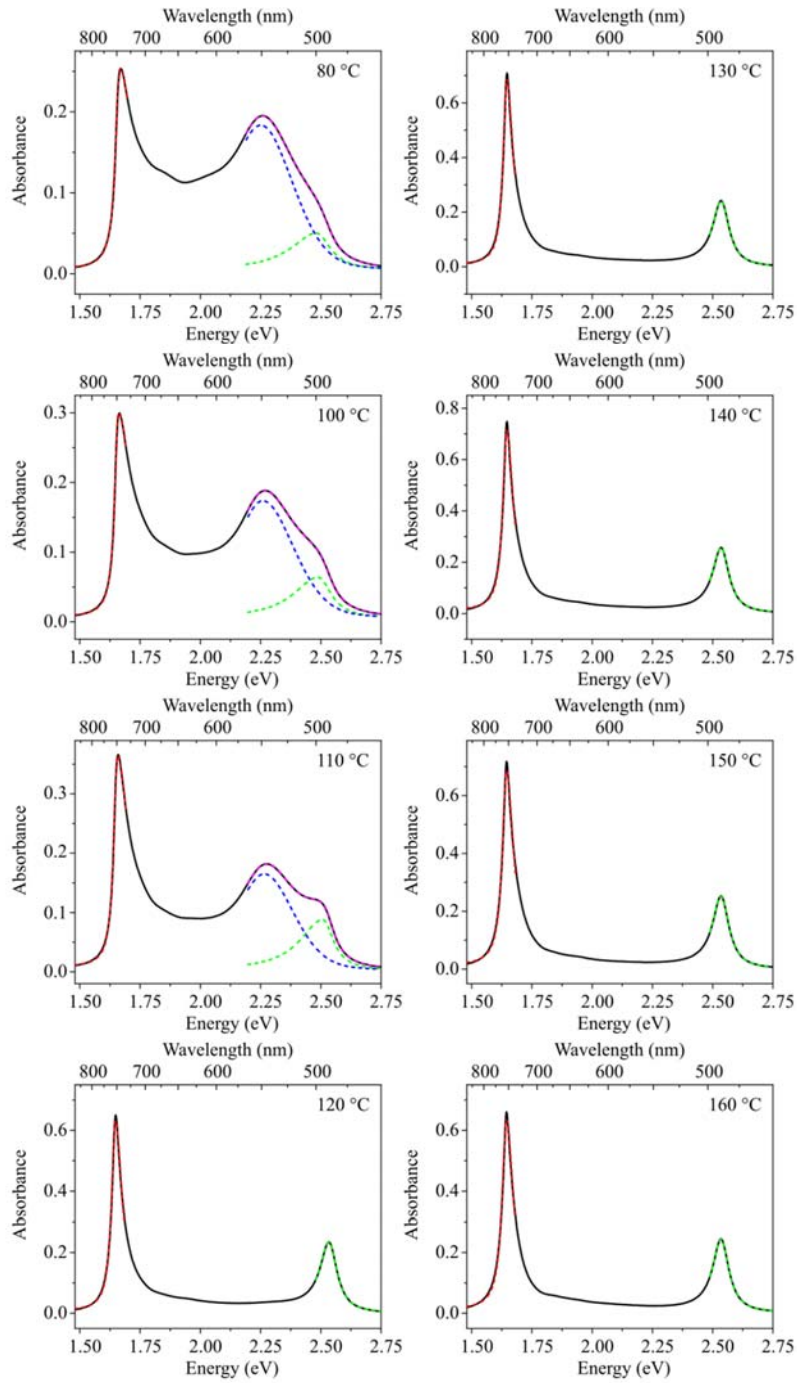 Wavelength (nm)
800 700 600 500
80 °C
Absorbance
0.2
0.1
0.0
1.50 1.75 2.00 2.25 2.50 2.75
Energy (eV)
Wavelength (nm)
800 700 600 500
130 °C
Absorbance
0.6
0.4
0.2
0.0
1.50 1.75 2.00 2.25 2.50 2.75
Energy (eV)
Wavelength (nm)
800 700 600 500
100 °C
Absorbance
0.3
0.2
0.1
0.0
1.50 1.75 2.00 2.25 2.50 2.75
Energy (eV)
Wavelength (nm)
800 700 600 500
140 °C
Absorbance
0.8
0.6
0.4
0.2
0.0
1.50 1.75 2.00 2.25 2.50 2.75
Energy (eV)
Wavelength (nm)
800 700 600 500
110 °C
Absorbance
0.3
0.2
0.1
0.0
1.50 1.75 2.00 2.25 2.50 2.75
Energy (eV)
Wavelength (nm)
800 700 600 500
150 °C
Absorbance
0.6
0.4
0.2
0.0
1.50 1.75 2.00 2.25 2.50 2.75
Energy (eV)
Wavelength (nm)
800 700 600 500
120 °C
Absorbance
0.6
0.4
0.2
0.0
1.50 1.75 2.00 2.25 2.50 2.75
Energy (eV)
Wavelength (nm)
800 700 600 500
160 °C
Absorbance
0.6
0.4
0.2
0.0
1.50 1.75 2.00 2.25 2.50 2.75
Energy (eV)